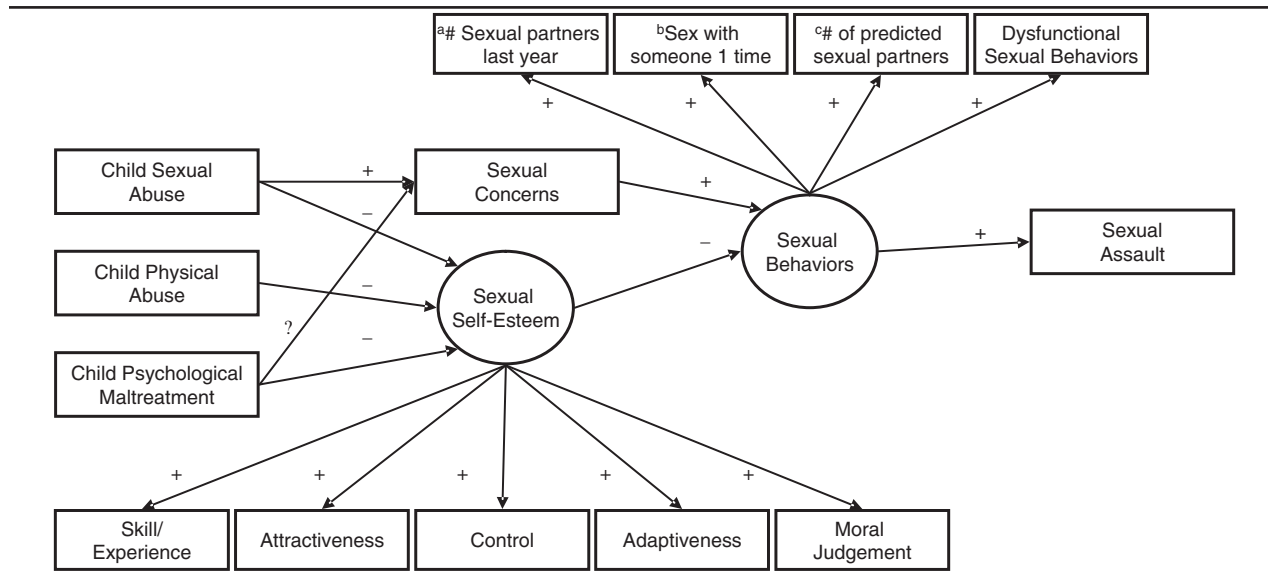 a# Sexual partners
last year
bSex with
someone 1 time
c# of predicted
sexual partners
Dysfunctional
Sexual Behaviors
+
+
+
+
Child Sexual
Abuse
+
–
Sexual
Concerns
+
Child Physical
Abuse
–
Sexual
Self-Esteem
–
Sexual
Behaviors
+
Sexual
Assault
?
Child Psychological
Maltreatment
–
+
+
+
+
+
Skill/
Experience
Attractiveness
Control
Adaptiveness
Moral
Judgement